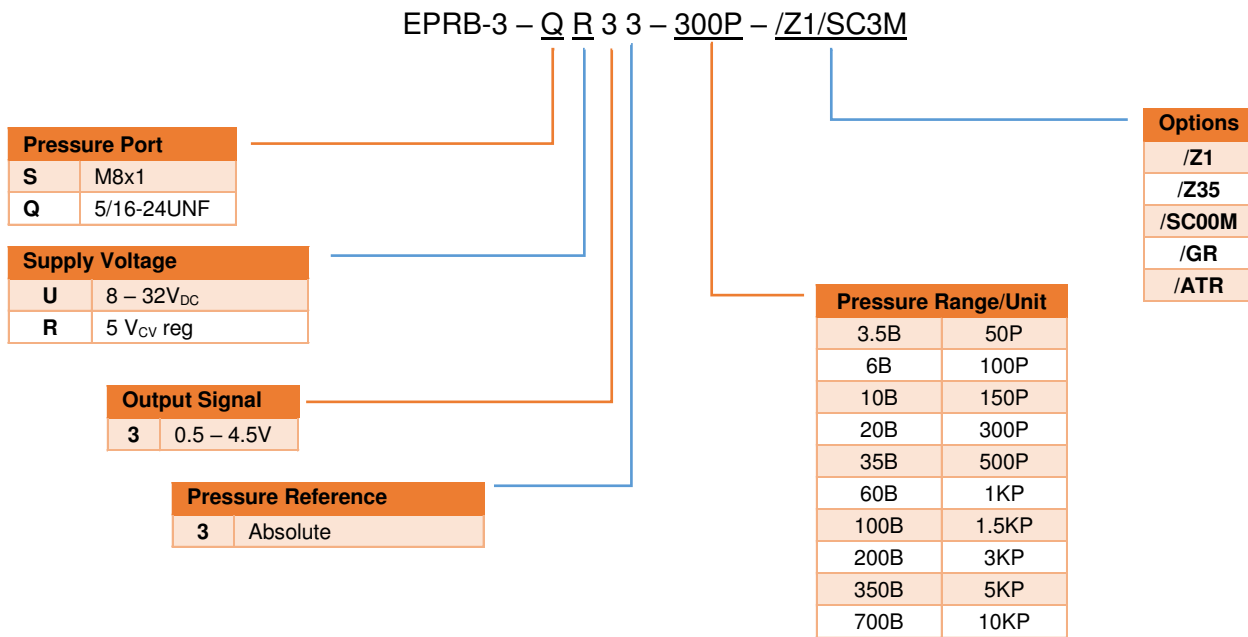 EPRB-3 – Q R 3 3 – 300P – /Z1/SC3M
Pressure Port
S M8x1
Q 5/16-24UNF
Supply Voltage
U 8 – 32VDC
R 5 VCV reg
Output Signal
3 0.5 – 4.5V
Pressure Reference
3 Absolute
Pressure Range/Unit
3.5B 50P
6B 100P
10B 150P
20B 300P
35B 500P
60B 1KP
100B 1.5KP
200B 3KP
350B 5KP
700B 10KP
Options
/Z1
/Z35
/SC00M
/GR
/ATR